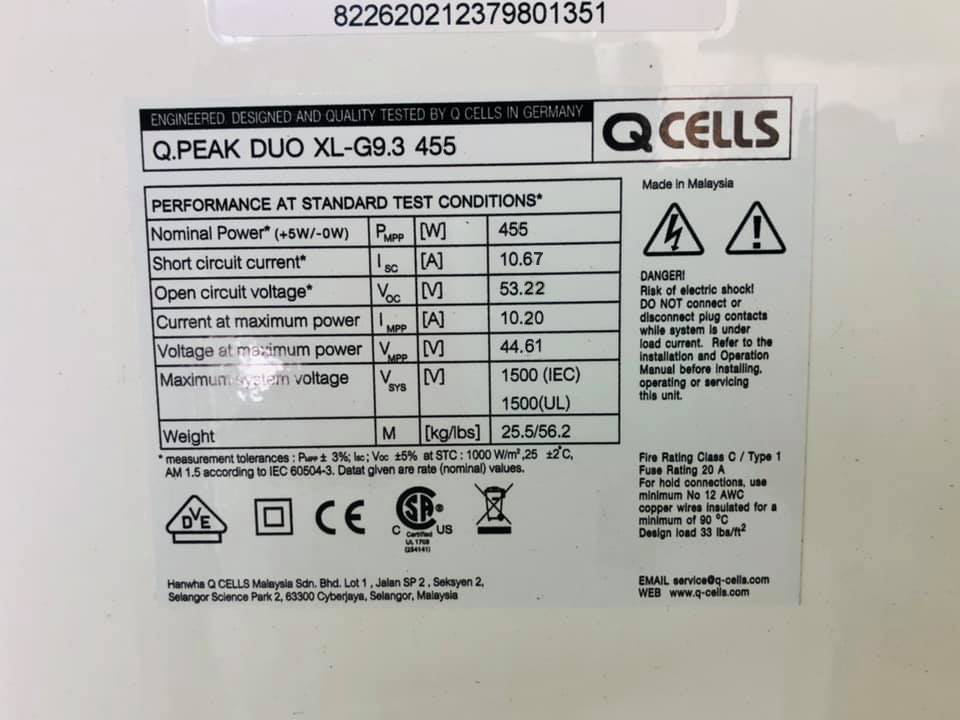 822620212379801351
ENGINEERED, DESIGNED AND QUALITY TESTED BY Q CELLS IN GERMANY
Q.PEAK DUO XL-G9.3 455
Q CELLS
PERFORMANCE AT STANDARD TEST CONDITIONS*
Nominal Power* (+5W/-0W) PMPP [W] 455
Short circuit current* ISC [A] 10.67
Open circuit voltage* VOC [V] 53.22
Current at maximum power IMPP [A] 10.20
Voltage at maximum power VMPP [V] 44.61
Maximum system voltage VSYS [V] 1500 (IEC)
1500(UL)
Weight M [kg/lbs] 25.5/56.2
* measurement tolerances : PMPP ± 3%; ISC; VOC ±5% at STC : 1000 W/m², 25 ±2°C,
AM 1.5 according to IEC 60504-3. Datat given are rate (nominal) values.
DVE
CE
SA®
C US
Certified
UL 1703
(254141)
Hanwha Q CELLS Malaysia Sdn. Bhd. Lot 1 , Jalan SP 2 , Seksyen 2,
Selangor Science Park 2, 63300 Cyberjaya, Selangor, Malaysia
Made in Malaysia
DANGER!
Risk of electric shock!
DO NOT connect or
disconnect plug contacts
while system is under
load current. Refer to the
Installation and Operation
Manual before installing,
operating or servicing
this unit.
Fire Rating Class C / Type 1
Fuse Rating 20 A
For hold connections, use
minimum No 12 AWC
copper wires insulated for a
minimum of 90 °C
Design load 33 lbs/ft²
EMAIL service@q-cells.com
WEB www.q-cells.com